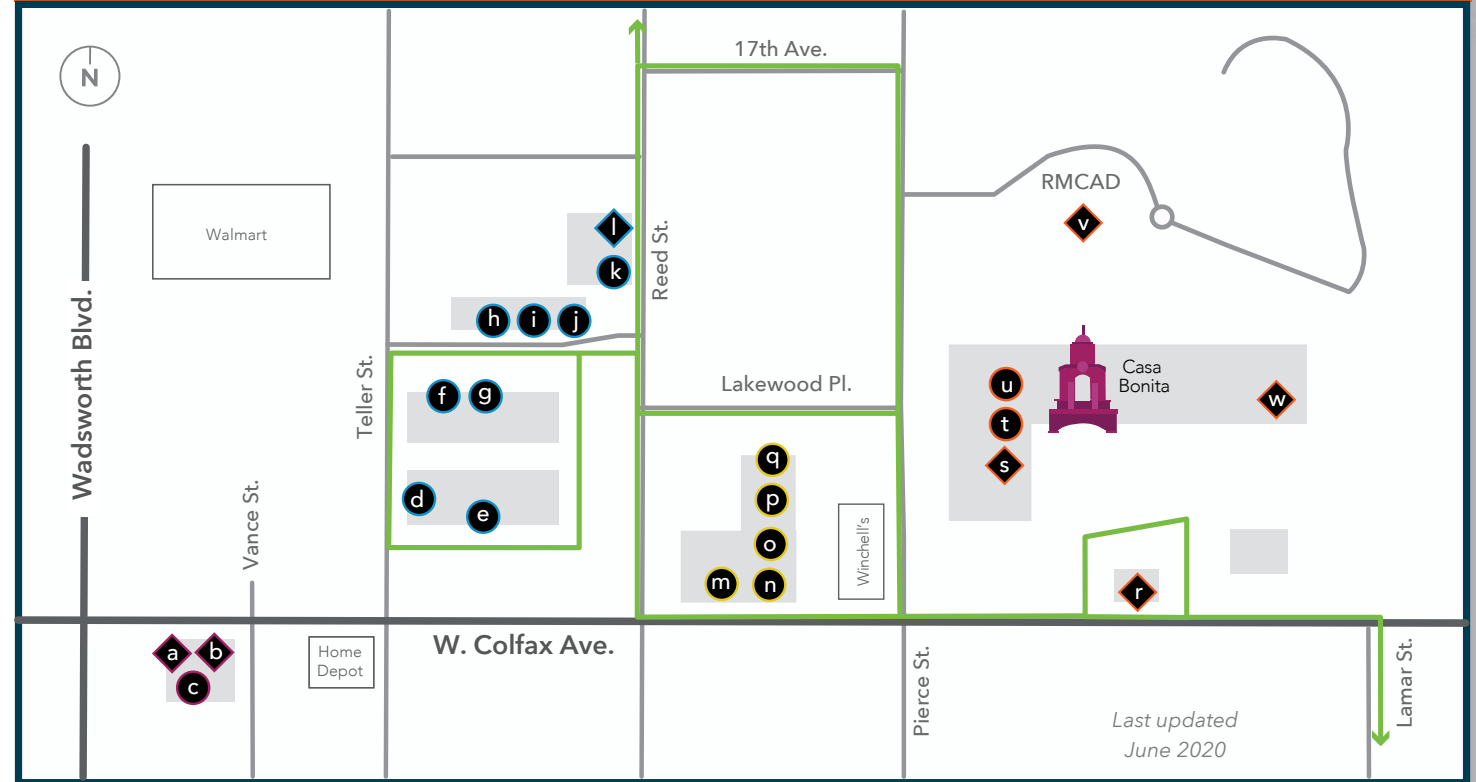 17th Ave.
N
RMCAD
v
l
Walmart
k
Reed St.
h i j
Wadsworth Blvd.
Casa
Bonita
Teller St.
Lakewood Pl.
u
f g
w
t
q
s
d
p
e
Vance St.
o
Winchell's
m n
r
W. Colfax Ave.
Home
Depot
a b
c
Pierce St.
Lamar St.
Last updated
June 2020